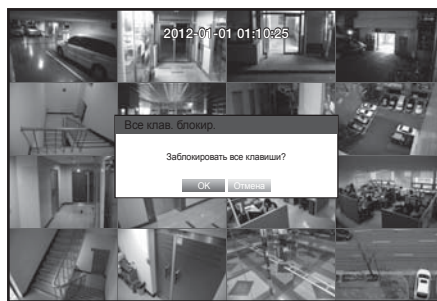 2012-01-01 01:10:25
Все клав. блокир.
Заблокировать все клавиши?
OK Отмена